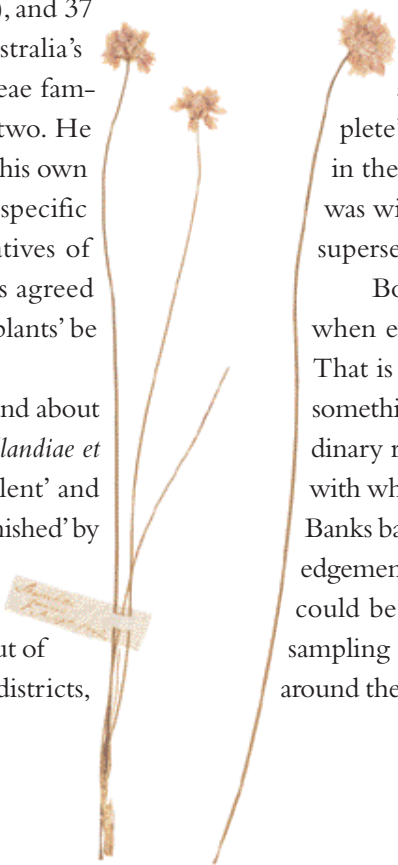 ), and 37
stralia's
eae fam-
two. He
his own
specific
atives of
s agreed
plants' be
nd about
llandiae et
lent' and
nished' by
ut of
districts,
plete'
in the
was wi
superse
Bo
when e
That is
somethi
dinary r
with wh
Banks ba
edgemen
could be
sampling
around the